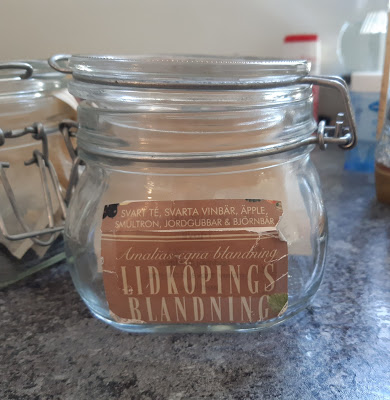 SVART TE, SVARTA VINBÄR, ÄPPLE,
SMULTRON, JORDGUBBAR & BJÖRNBÄR
Amalias egna blandning
LIDKÖPINGS
BLANDNING